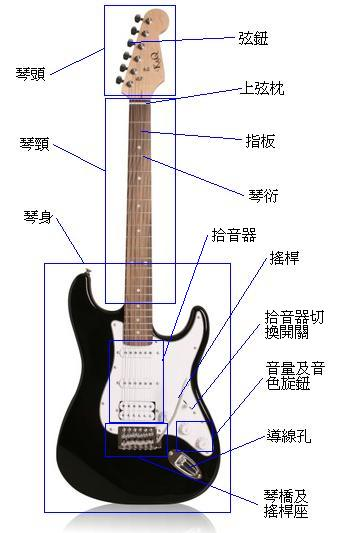 弦鈕
琴頭
上弦枕
指板
琴頸
琴衍
琴身
拾音器
搖桿
拾音器切
換開關
音量及音
色旋鈕
導線孔
琴橋及
搖桿座